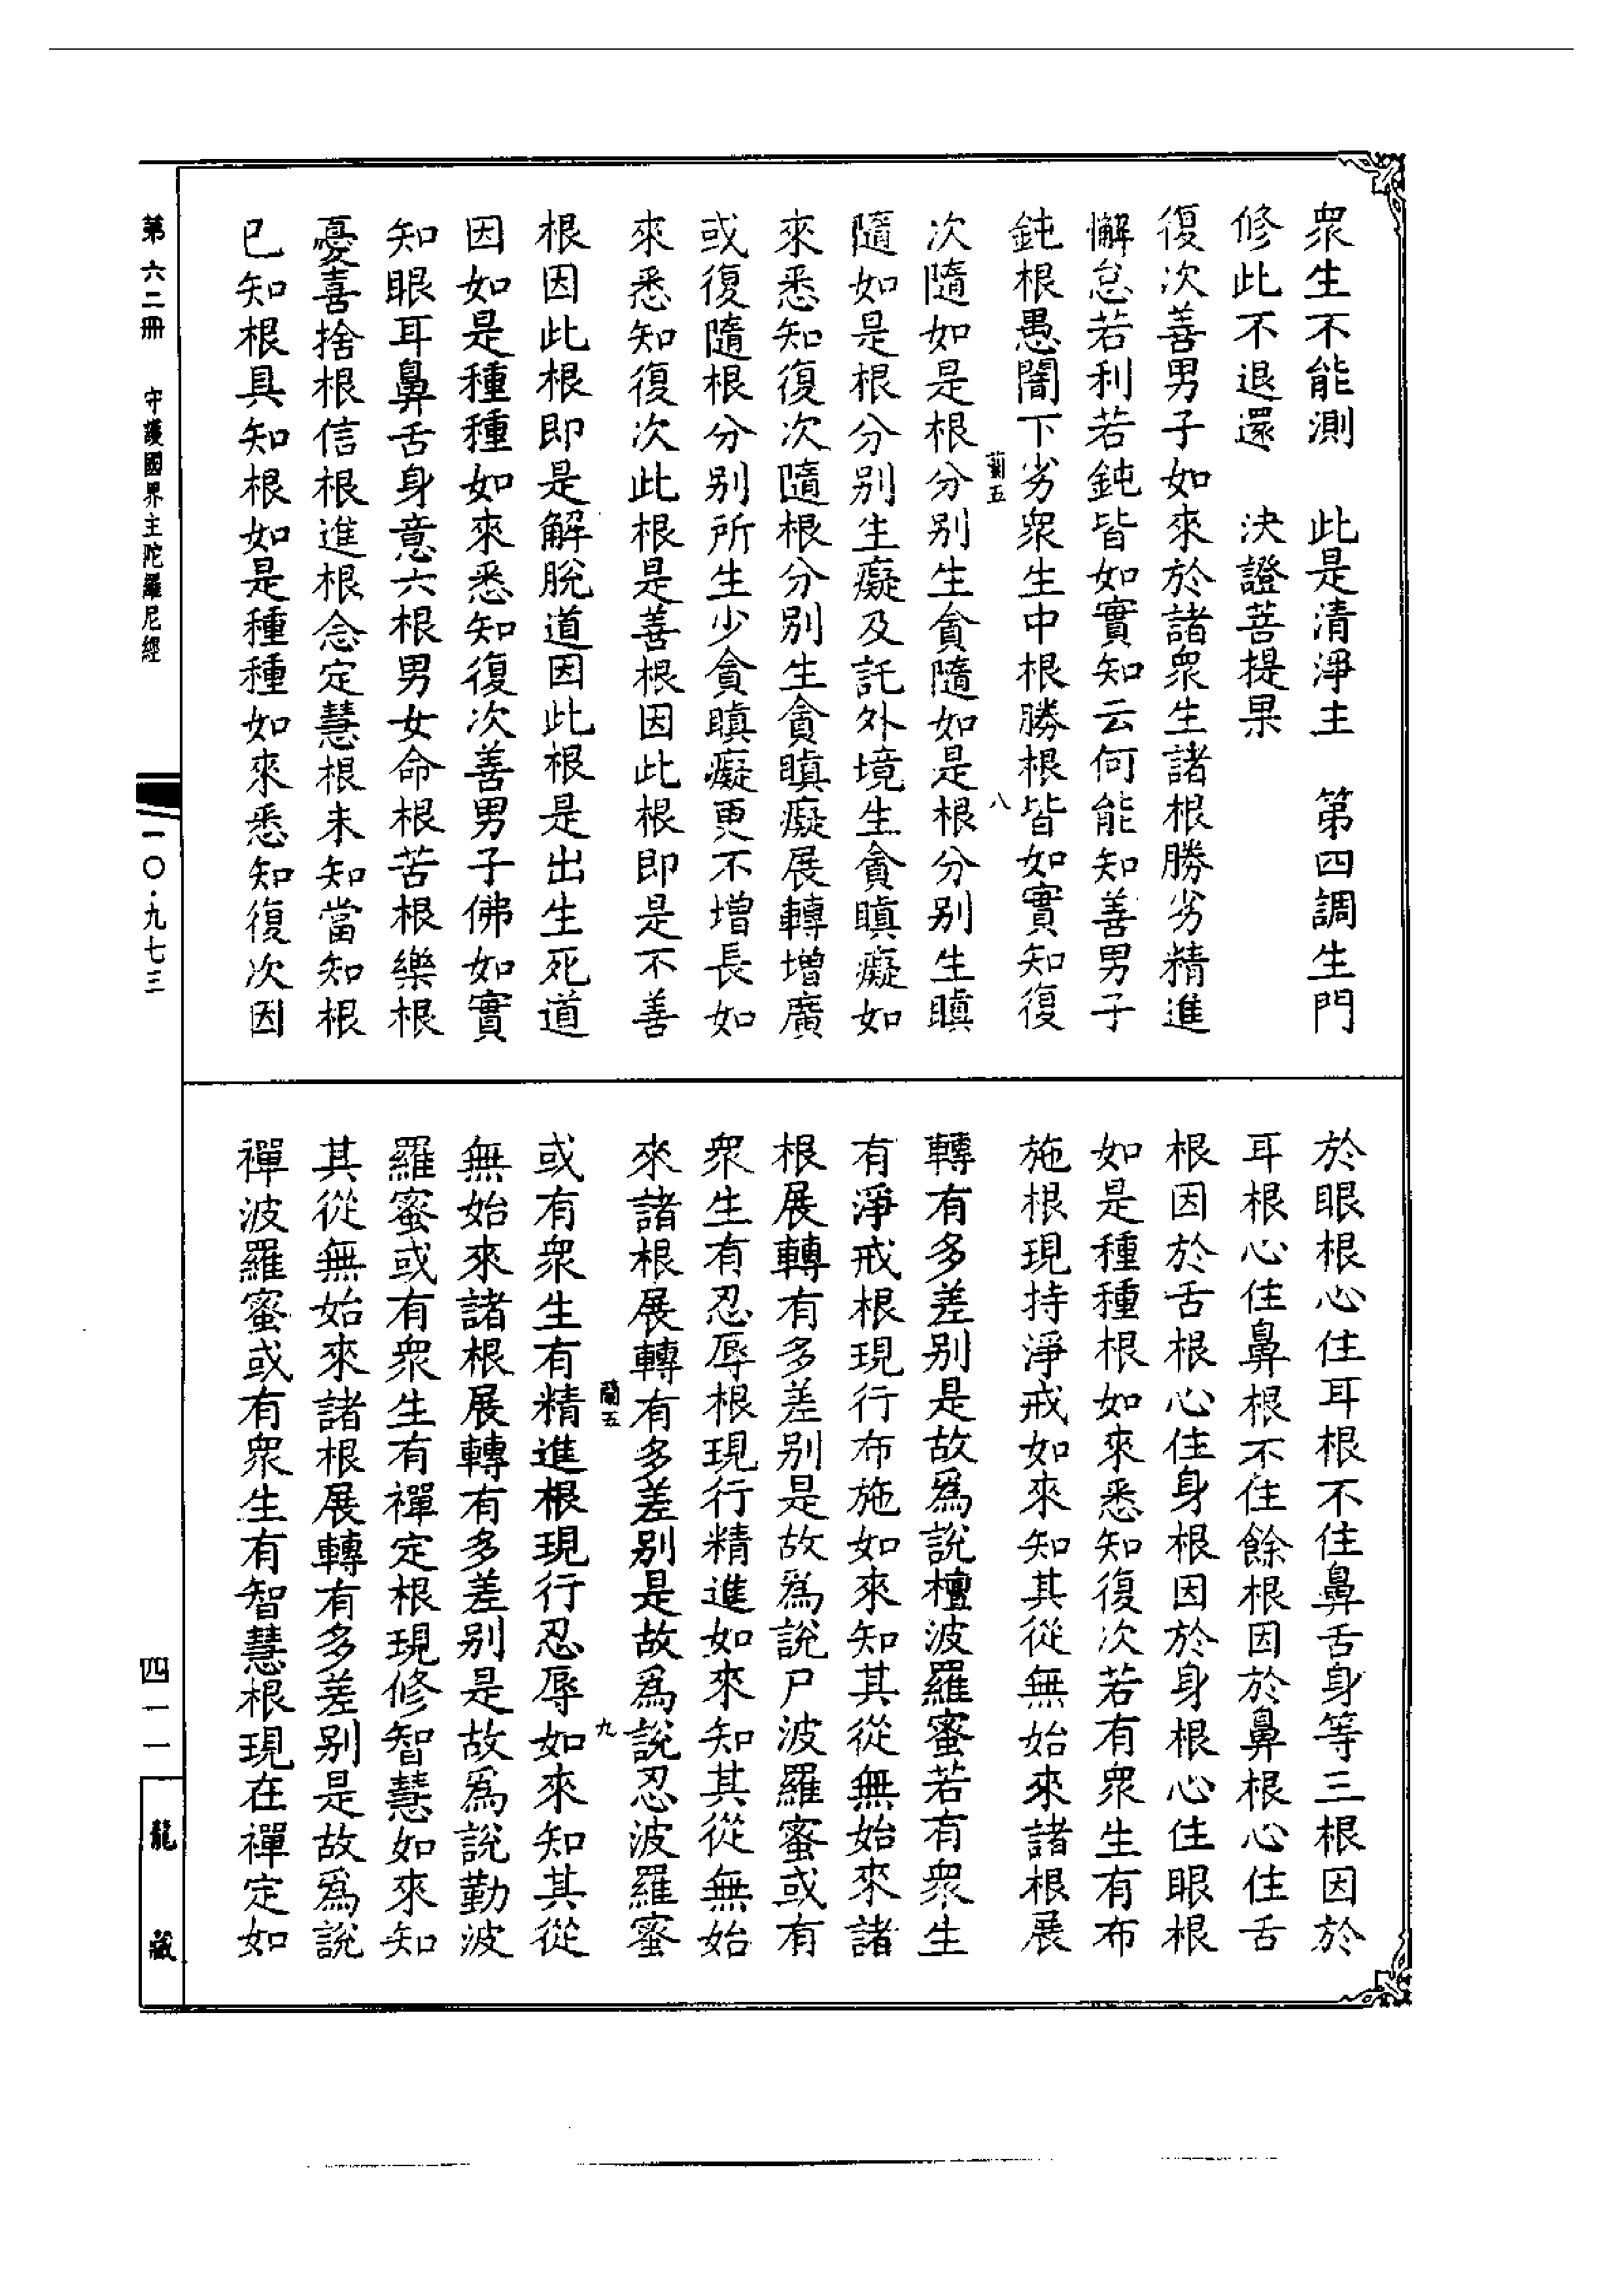 衆生不能測　此是清淨主　第四調生門
修此不退還　決證菩提果
復次善男子如來於諸衆生諸根勝劣精進
懈怠若利若鈍皆如實知云何能知善男子
鈍根愚闇下劣衆生中根勝根皆如實知復
蘭五
八
次隨如是根分别生貪隨如是根分别生瞋
隨如是根分别生癡及託外境生貪瞋癡如
來悉知復次隨根分别生貪瞋癡展轉增廣
或復隨根分别所生少貪瞋癡更不增長如
來悉知復次此根是善根因此根即是不善
根因此根即是解脫道因此根是出生死道
因如是種種如來悉知復次善男子佛如實
知眼耳鼻舌身意六根男女命根苦根樂根
憂喜捨根信根進根念定慧根未知當知根
已知根具知根如是種種如來悉知復次因
於眼根心住耳根不住鼻舌身等三根因於
耳根心住鼻根不住餘根因於鼻根心住舌
根因於舌根心住身根因於身根心住眼根
如是種種根如來悉知復次若有衆生有布
施根現持淨戒如來知其從無始來諸根展
轉有多差别是故爲說檀波羅蜜若有衆生
有淨戒根現行布施如來知其從無始來諸
根展轉有多差别是故爲說尸波羅蜜或有
衆生有忍辱根現行精進如來知其從無始
來諸根展轉有多差别是故爲說忍波羅蜜
蘭五
九
或有衆生有精進根現行忍辱如來知其從
無始來諸根展轉有多差别是故爲說勤波
羅蜜或有衆生有禪定根現修智慧如來知
其從無始來諸根展轉有多差别是故爲說
禪波羅蜜或有衆生有智慧根現在禪定如
第六二冊　守護國界主陀羅尼經
一〇·九七三
四一一
龍藏